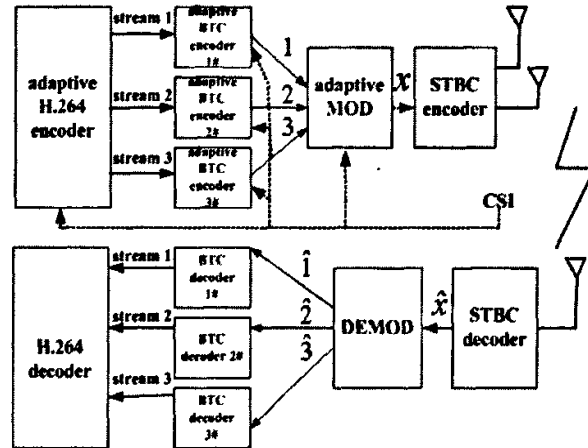 stream 1
adaptive
BTC
encoder
1#
1
adaptive
H.264
encoder
stream 2
adaptive
BTC
encoder
2#
2
adaptive
MOD
x
STBC
encoder
stream 3
adaptive
BTC
encoder
3#
3
CSI
stream 1
BTC
decoder
1#
1̂
H.264
decoder
stream 2
BTC
decoder 2#
2̂
DEMOD
x̂
STBC
decoder
stream 3
BTC
decoder
3#
3̂